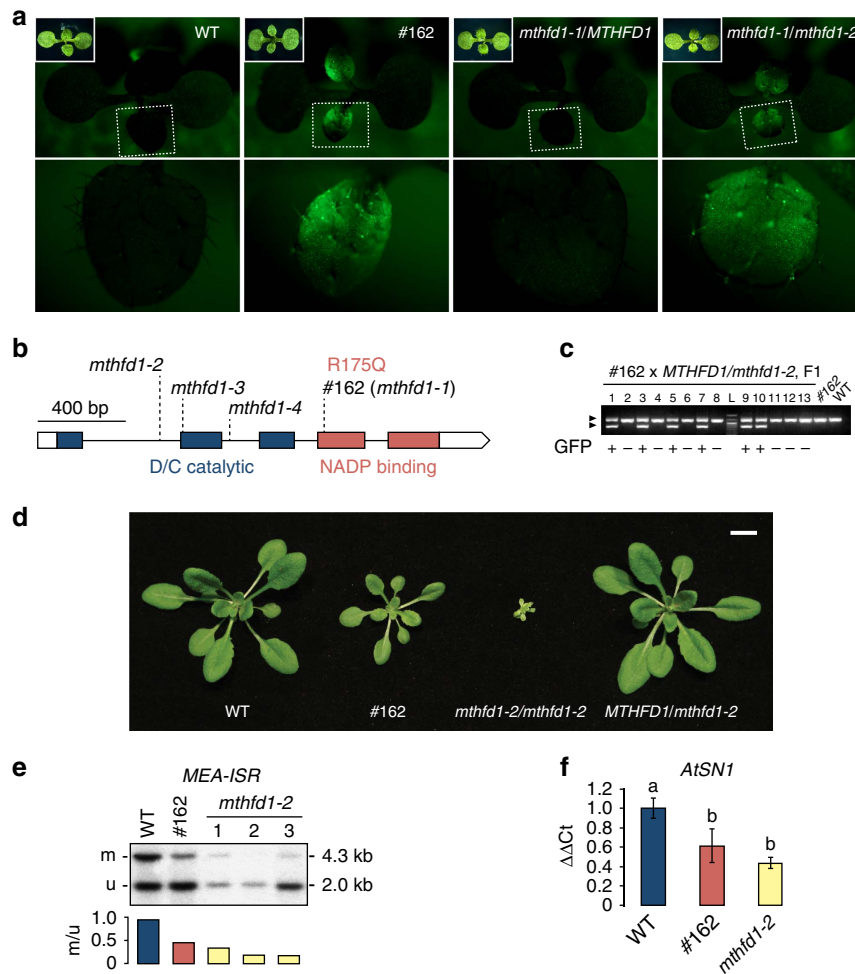 a
WT
#162
mthfd1-1/MTHFD1
mthfd1-1/mthfd1-2
b
mthfd1-2
R175Q
mthfd1-3
#162 (mthfd1-1)
400 bp
mthfd1-4
D/C catalytic
NADP binding
c
#162 x MTHFD1/mthfd1-2, F1
#162
WT
1 2 3 4 5 6 7 8 L 9 10 11 12 13
GFP + – + – + – + – + + – – –
d
WT
#162
mthfd1-2/mthfd1-2
MTHFD1/mthfd1-2
e
MEA-ISR
WT
#162
mthfd1-2
1 2 3
m - - 4.3 kb
u - - 2.0 kb
m/u
1.0
0.5
0
f
AtSN1
ΔΔCt
1.2
1.0
0.8
0.6
0.4
0.2
0
a
b
b
WT
#162
mthfd1-2